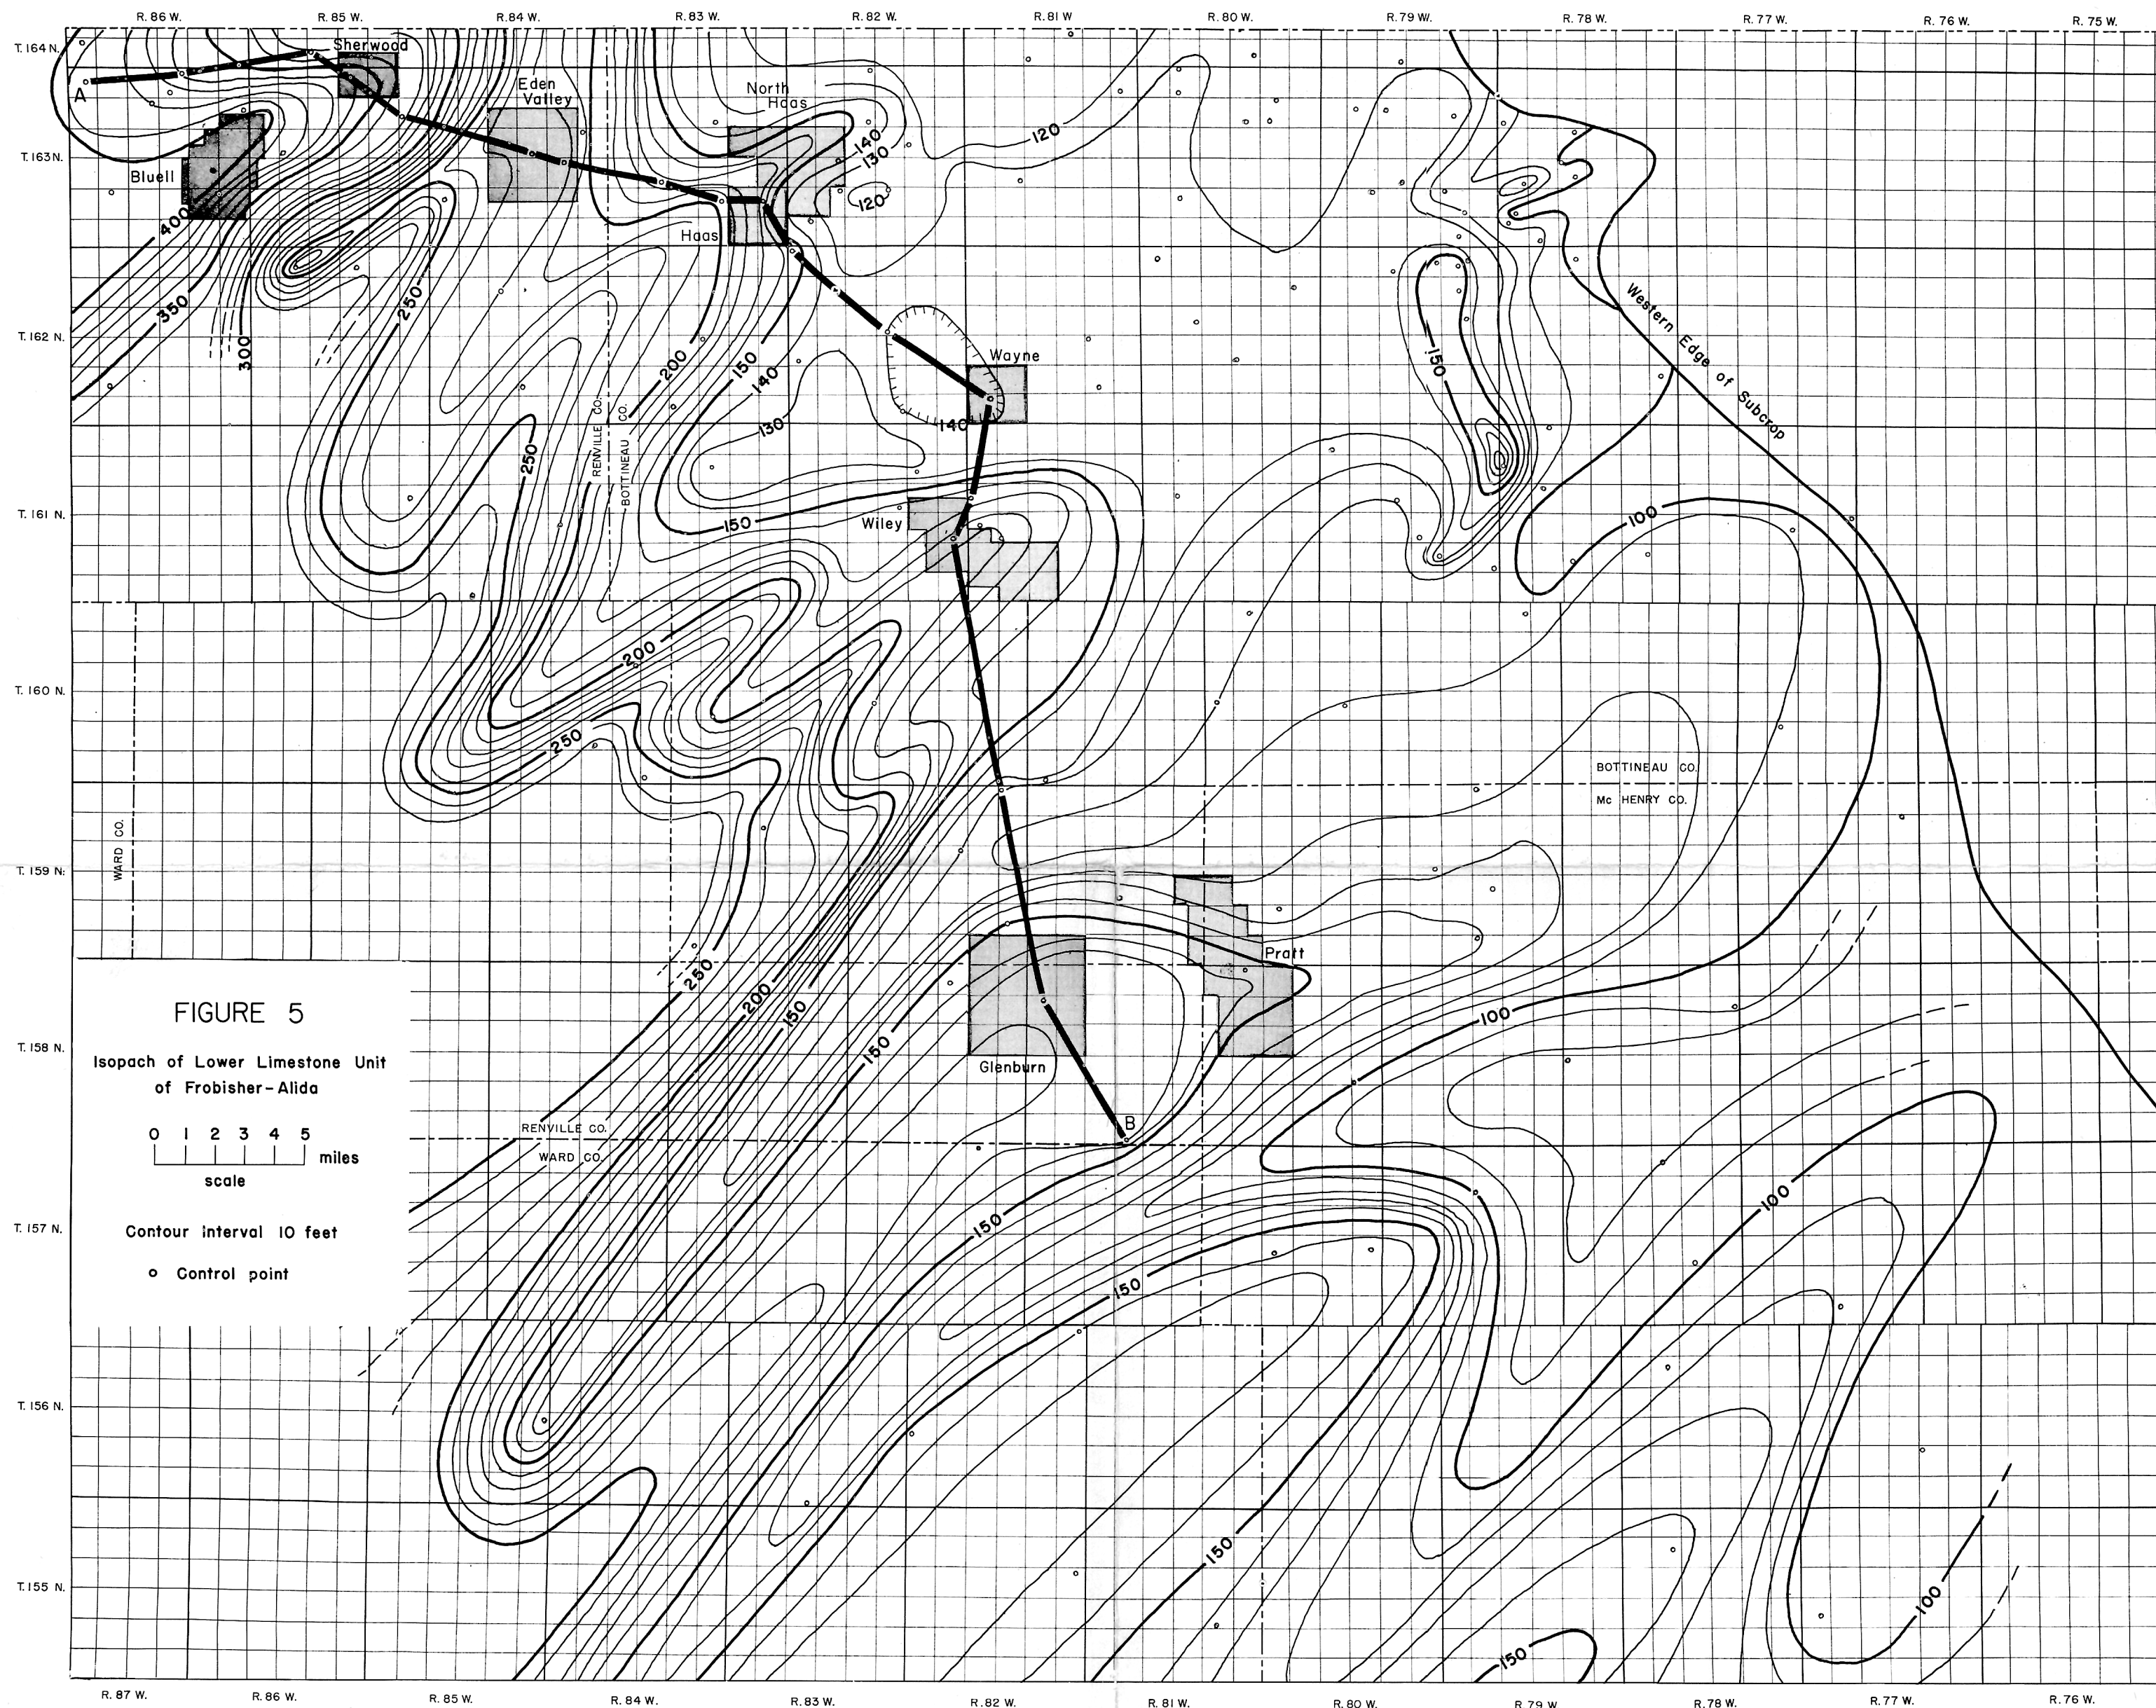 R. 86 W. R. 85 W. R. 84 W. R. 83 W. R. 82 W. R. 81 W R. 80 W. R. 79 W. R. 78 W. R. 77 W. R. 76 W. R. 75 W.
T. 164 N.
Sherwood
A
Eden
Valley
North
Haas
140
120
130
T. 163 N.
Bluell
120
400
Haas
250
350
Western Edge of Subcrop
T. 162 N.
300
200
150
140
Wayne
150
130
140
250
RENVILLE CO.
BOTTINEAU CO.
T. 161 N.
150
Wiley
100
200
T. 160 N.
250
BOTTINEAU CO.
Mc HENRY CO.
WARD CO.
T. 159 N.
Pratt
250
200
150
100
FIGURE 5
Isopach of Lower Limestone Unit
of Frobisher-Alida
0 1 2 3 4 5
miles
scale
Contour interval 10 feet
o Control point
T. 158 N.
150
Glenburn
B
RENVILLE CO.
WARD CO.
100
T. 157 N.
150
150
T. 156 N.
150
T. 155 N.
100
150
R. 87 W. R. 86 W. R. 85 W. R. 84 W. R. 83 W. R. 82 W. R. 81 W. R. 80 W. R. 79 W R. 78 W. R. 77 W. R. 76 W.